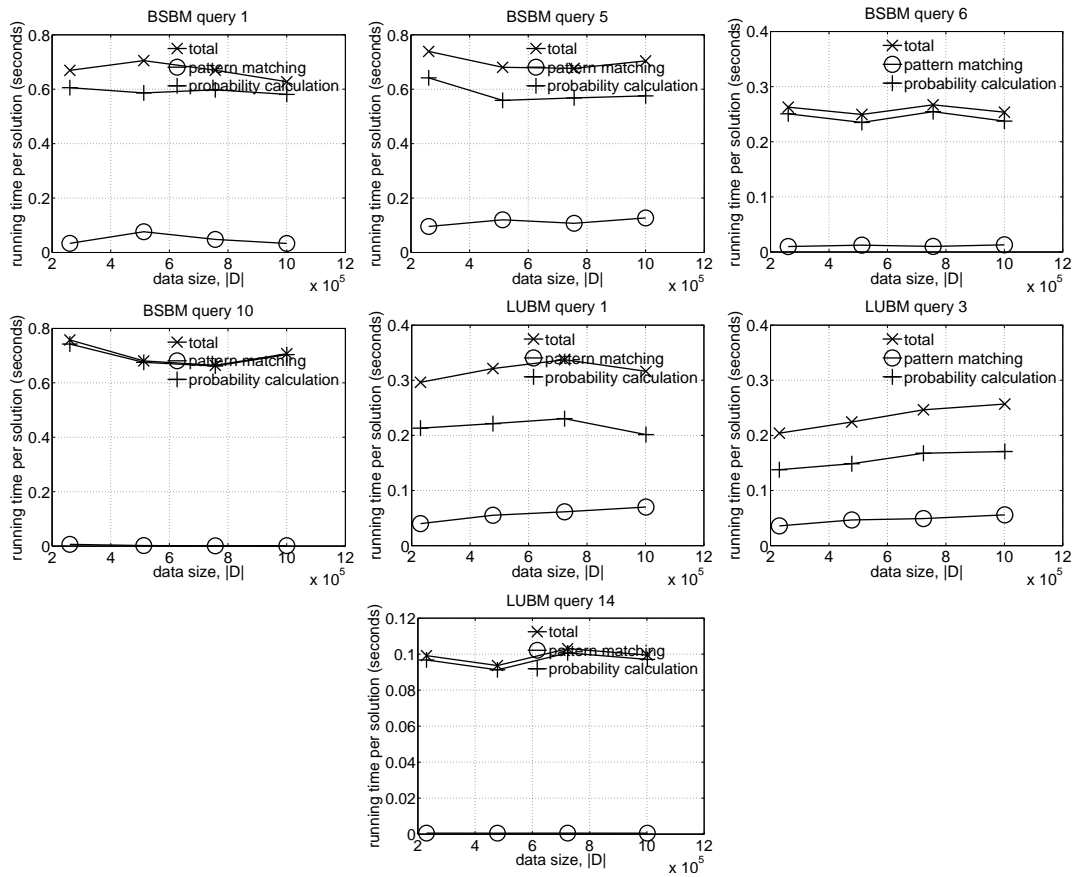 BSBM query 1
running time per solution (seconds)
0.8
0.6
0.4
0.2
0
total
pattern matching
probability calculation
2 4 6 8 10 12
data size, |D|
x 10^5
BSBM query 5
running time per solution (seconds)
0.8
0.6
0.4
0.2
0
total
pattern matching
probability calculation
2 4 6 8 10 12
data size, |D|
x 10^5
BSBM query 6
running time per solution (seconds)
0.4
0.3
0.2
0.1
0
total
pattern matching
probability calculation
2 4 6 8 10 12
data size, |D|
x 10^5
BSBM query 10
running time per solution (seconds)
0.8
0.6
0.4
0.2
0
total
pattern matching
probability calculation
2 4 6 8 10 12
data size, |D|
x 10^5
LUBM query 1
running time per solution (seconds)
0.4
0.3
0.2
0.1
0
total
pattern matching
probability calculation
2 4 6 8 10 12
data size, |D|
x 10^5
LUBM query 3
running time per solution (seconds)
0.4
0.3
0.2
0.1
0
total
pattern matching
probability calculation
2 4 6 8 10 12
data size, |D|
x 10^5
LUBM query 14
running time per solution (seconds)
0.12
0.1
0.08
0.06
0.04
0.02
0
total
pattern matching
probability calculation
2 4 6 8 10 12
data size, |D|
x 10^5